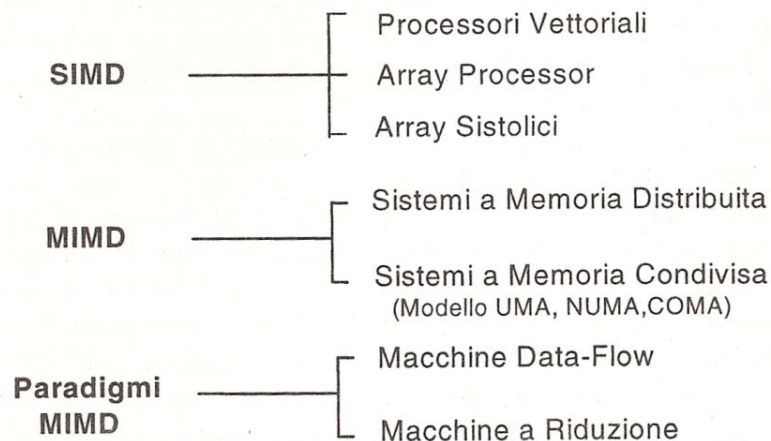 Processori Vettoriali
SIMD
Array Processor
Array Sistolici
Sistemi a Memoria Distribuita
MIMD
Sistemi a Memoria Condivisa
(Modello UMA, NUMA,COMA)
Macchine Data-Flow
Paradigmi
MIMD
Macchine a Riduzione